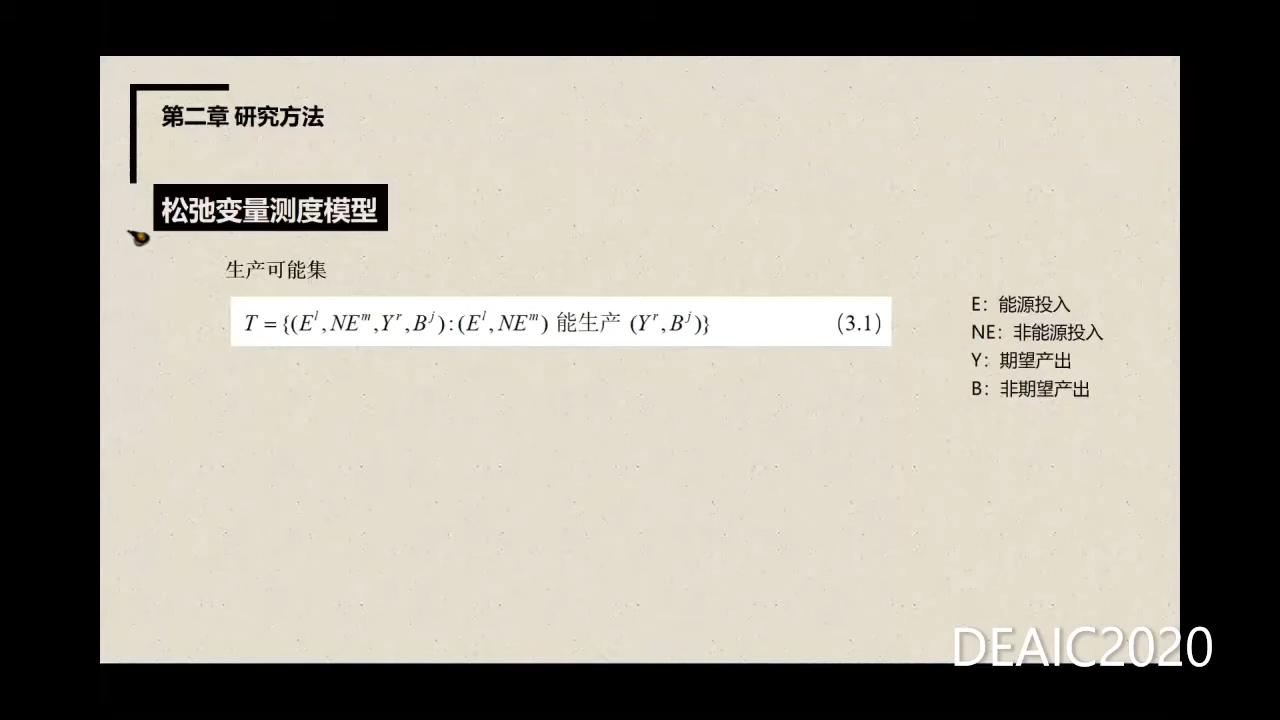 第二章 研究方法
松弛变量测度模型
生产可能集
T = {(E^l, NE^m, Y^r, B^j) : (E^l, NE^m) 能生产 (Y^r, B^j)} (3.1)
E：能源投入
NE：非能源投入
Y：期望产出
B：非期望产出
DEAIC2020